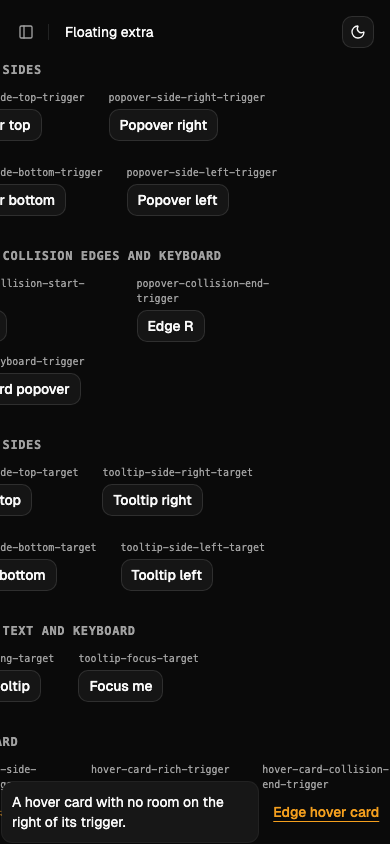 Floating extra
SIDES
de-top-trigger popover-side-right-trigger
r top Popover right
de-bottom-trigger popover-side-left-trigger
r bottom Popover left
COLLISION EDGES AND KEYBOARD
llision-start- popover-collision-end-
trigger
Edge R
yboard-trigger
rd popover
SIDES
de-top-target tooltip-side-right-target
top Tooltip right
de-bottom-target tooltip-side-left-target
bottom Tooltip left
TEXT AND KEYBOARD
ng-target tooltip-focus-target
oltip Focus me
ARD
-side- hover-card-rich-trigger hover-card-collision-
end-trigger
A hover card with no room on the
right of its trigger.
Edge hover card